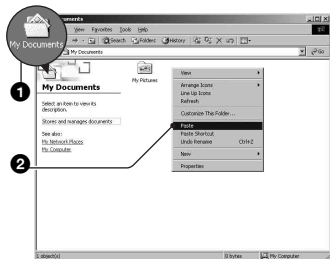 My Documents
View Favorites Tools Help
Search Folders History
My Documents
Go
1
My Documents
Select an item to view its
description.
Stores and manages documents
See also:
My Network Places
My Computer
My Pictures
View
Arrange Icons
Line Up Icons
Refresh
Customize This Folder...
Paste
Paste Shortcut
Undo Rename Ctrl+Z
New
Properties
2
1 object(s)
0 bytes
My Computer